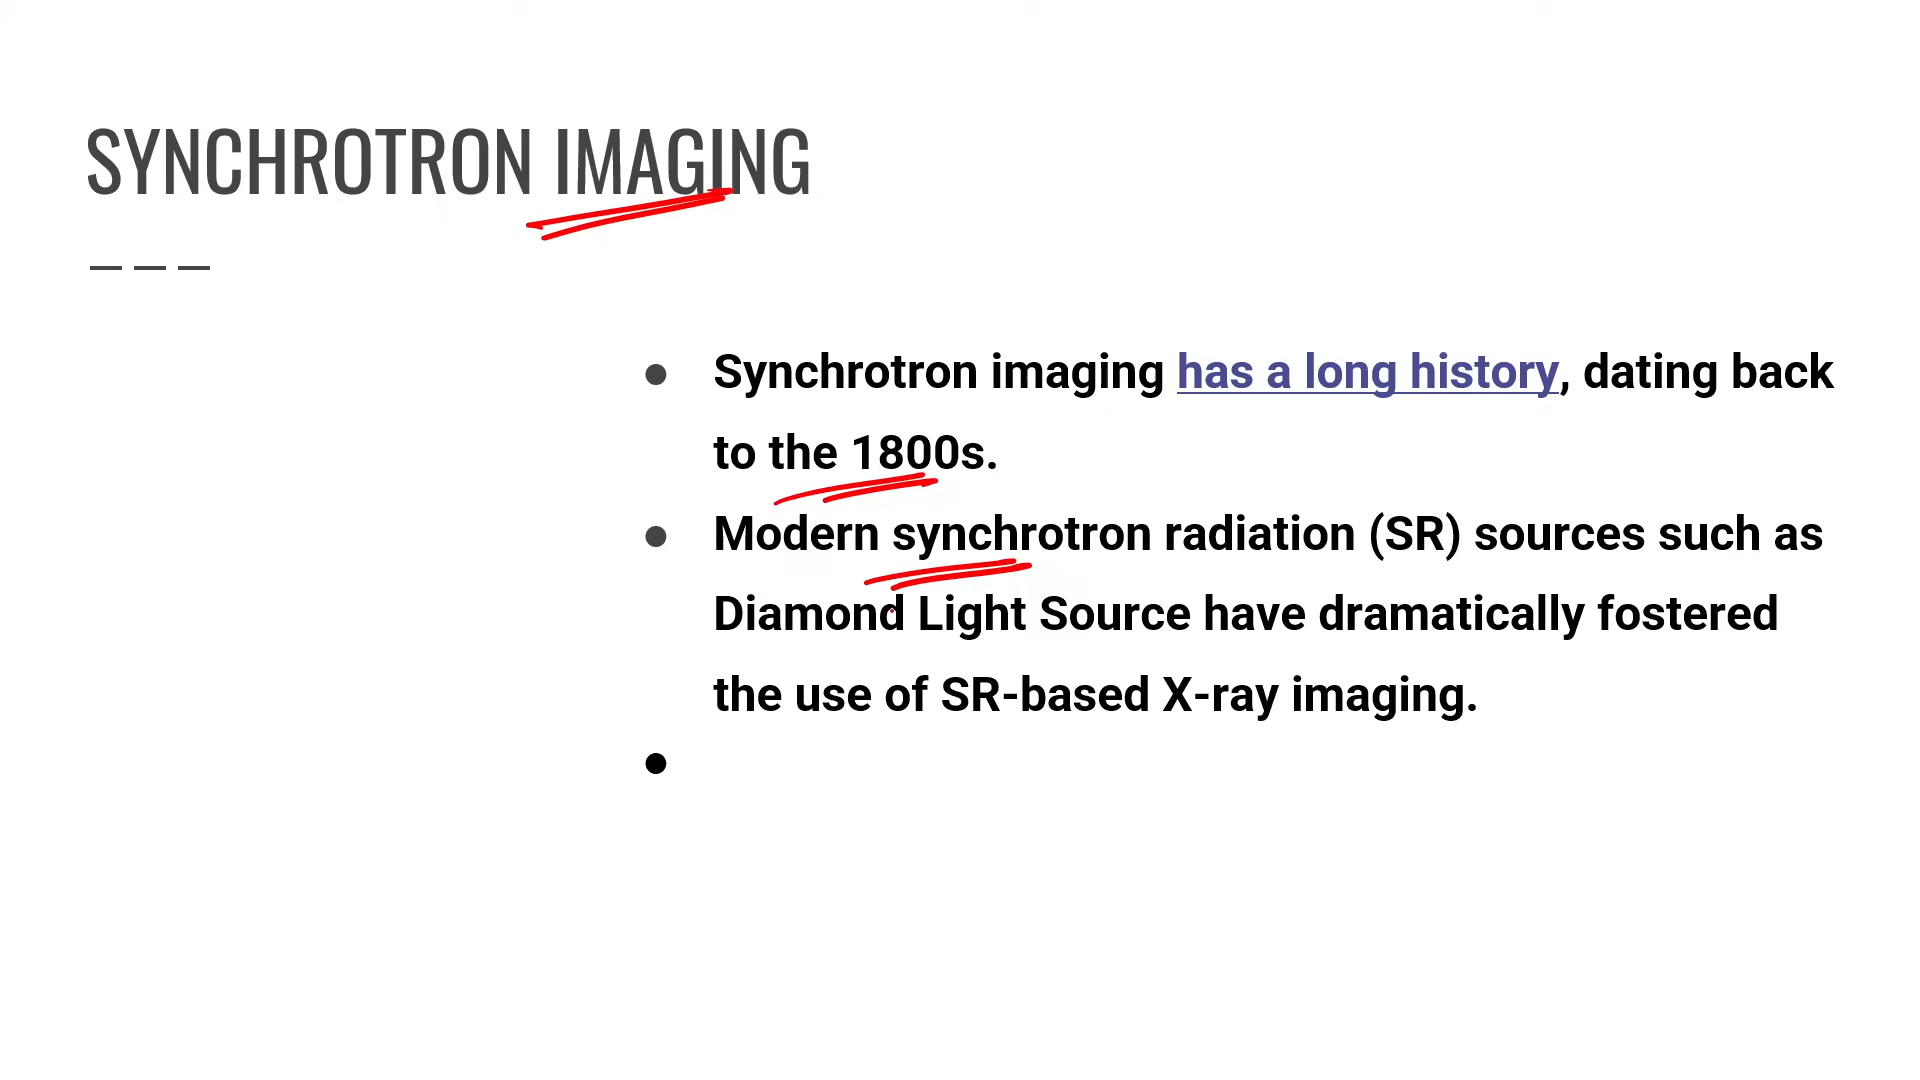 SYNCHROTRON IMAGING
● Synchrotron imaging has a long history, dating back
to the 1800s.
● Modern synchrotron radiation (SR) sources such as
Diamond Light Source have dramatically fostered
the use of SR-based X-ray imaging.
●